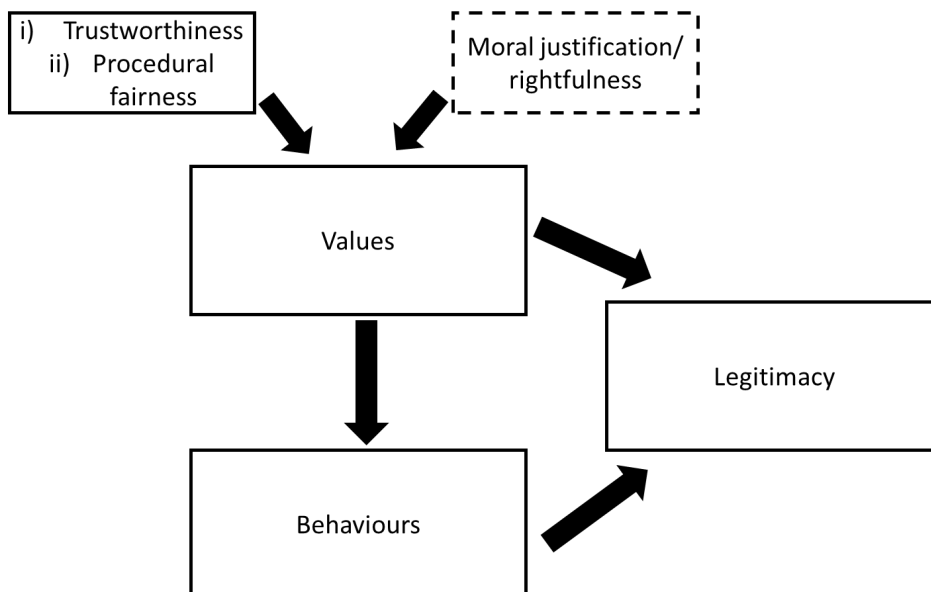 i) Trustworthiness
ii) Procedural
fairness
Moral justification/
rightfulness
Values
Legitimacy
Behaviours